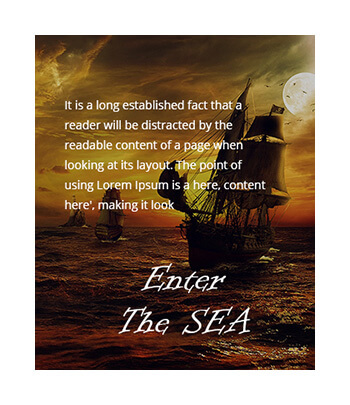 It is a long established fact that a
reader will be distracted by the
readable content of a page when
looking at its layout. The point of
using Lorem Ipsum is a here, content
here', making it look
Enter
The SEA